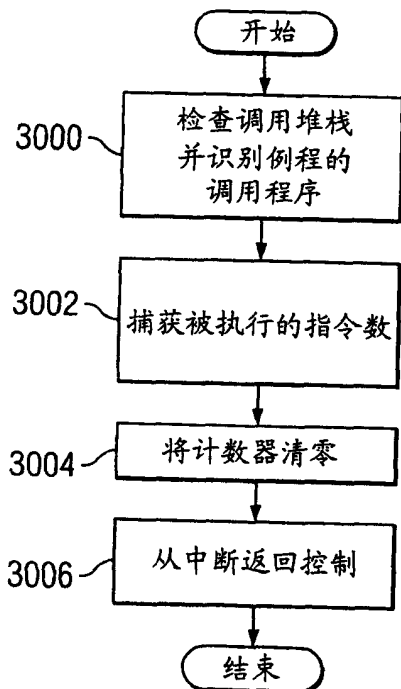 开始
3000
检查调用堆栈
并识别例程的
调用程序
3002
捕获被执行的指令数
3004
将计数器清零
3006
从中断返回控制
结束